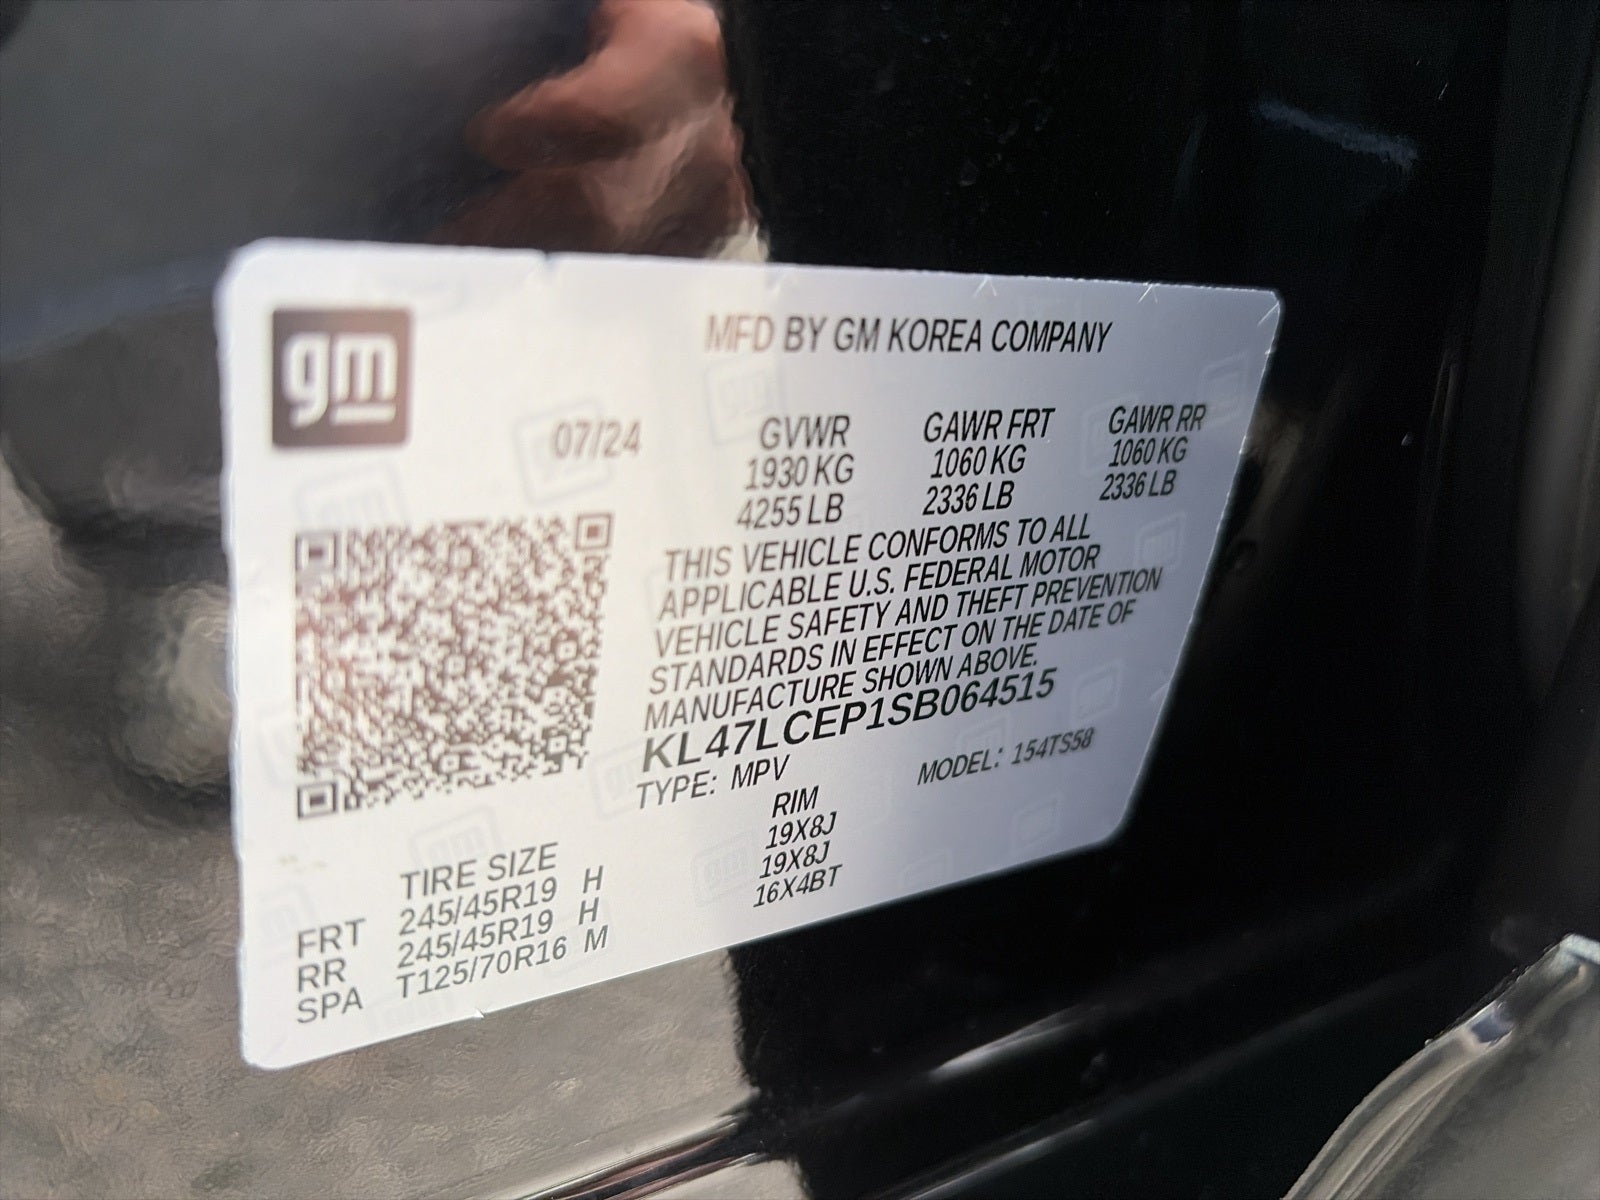 gm
MFD BY GM KOREA COMPANY
07/24
GVWR GAWR FRT GAWR RR
1930 KG 1060 KG 1060 KG
4255 LB 2336 LB 2336 LB
THIS VEHICLE CONFORMS TO ALL
APPLICABLE U.S. FEDERAL MOTOR
VEHICLE SAFETY AND THEFT PREVENTION
STANDARDS IN EFFECT ON THE DATE OF
MANUFACTURE SHOWN ABOVE.
KL47LCEP1SB064515
TYPE: MPV MODEL: 154TS58
TIRE SIZE RIM
FRT 245/45R19 H 19X8J
RR 245/45R19 H 19X8J
SPA T125/70R16 M 16X4BT